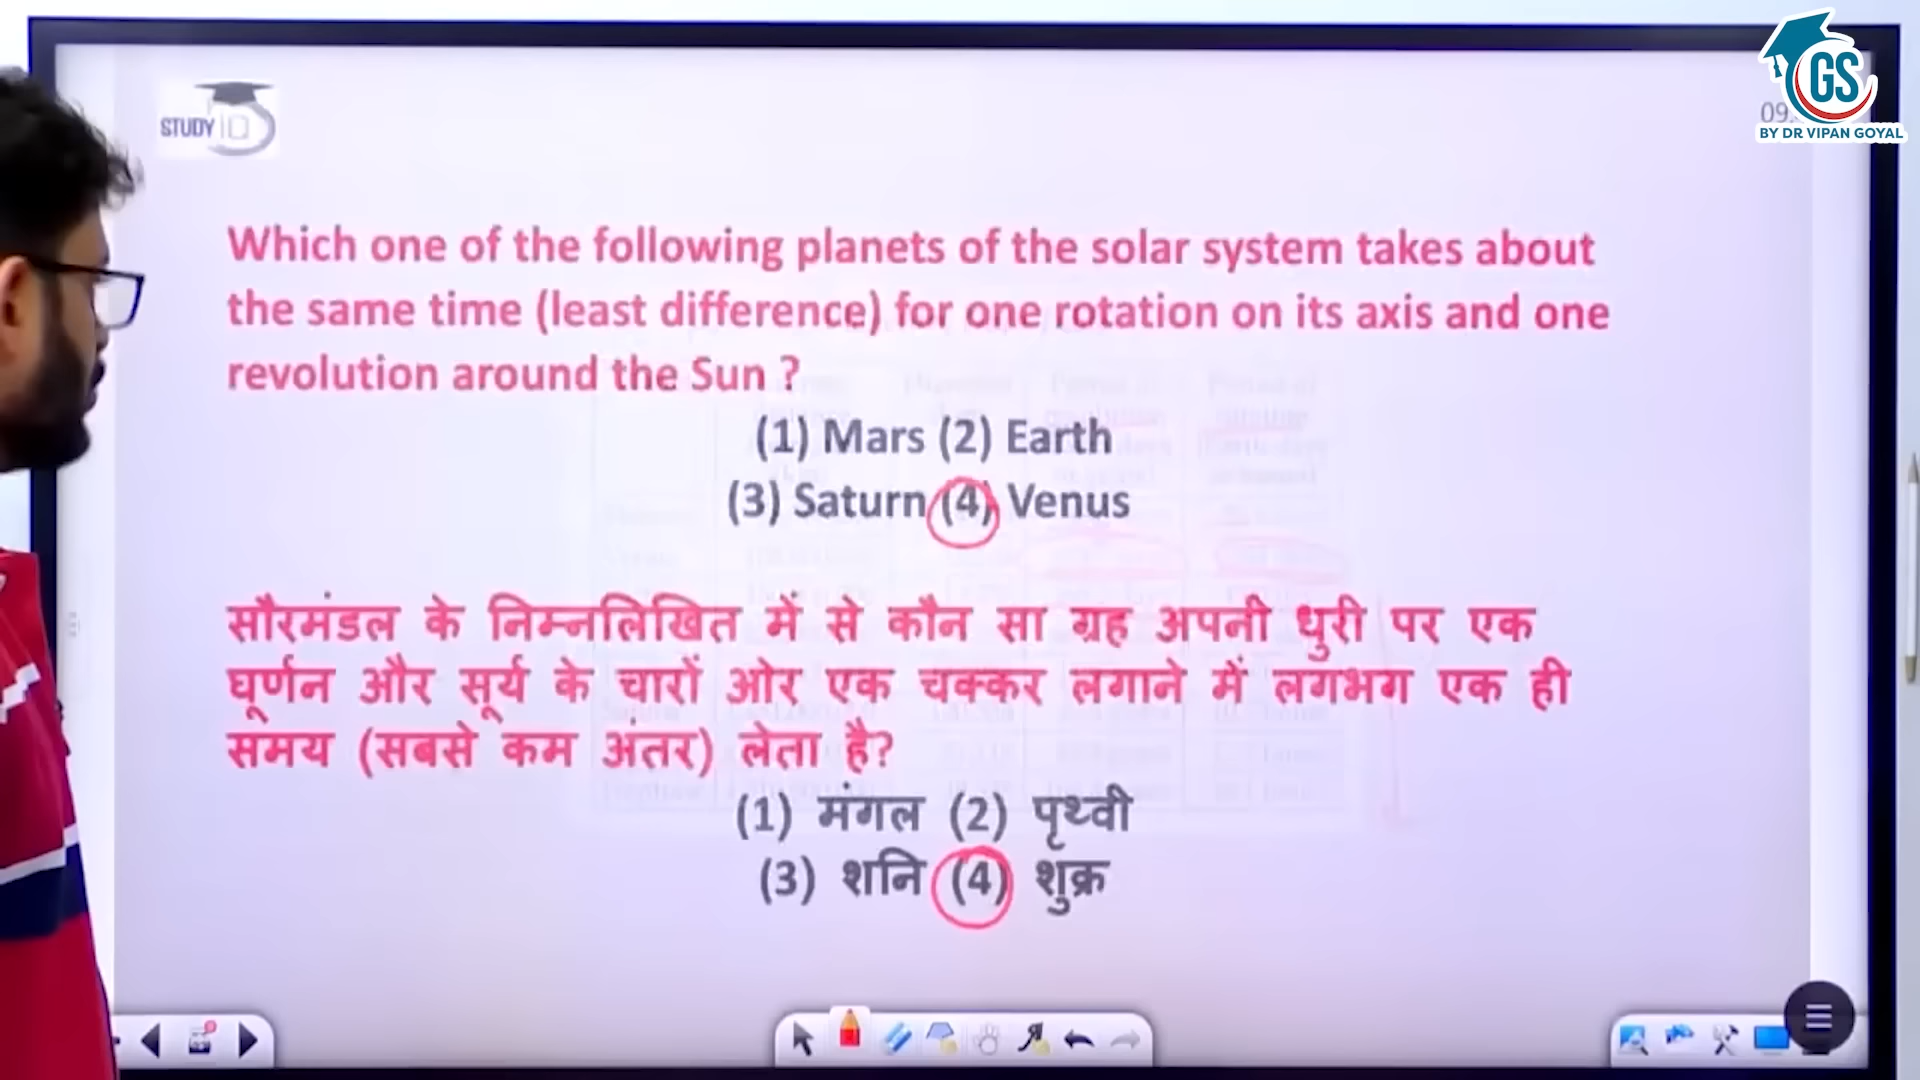 GS
BY DR VIPAN GOYAL
STUDY
09.
Which one of the following planets of the solar system takes about
the same time (least difference) for one rotation on its axis and one
revolution around the Sun ?
(1) Mars (2) Earth
(3) Saturn (4) Venus
सौरमंडल के निम्नलिखित में से कौन सा ग्रह अपनी धुरी पर एक
घूर्णन और सूर्य के चारों ओर एक चक्कर लगाने में लगभग एक ही
समय (सबसे कम अंतर) लेता है?
(1) मंगल (2) पृथ्वी
(3) शनि (4) शुक्र